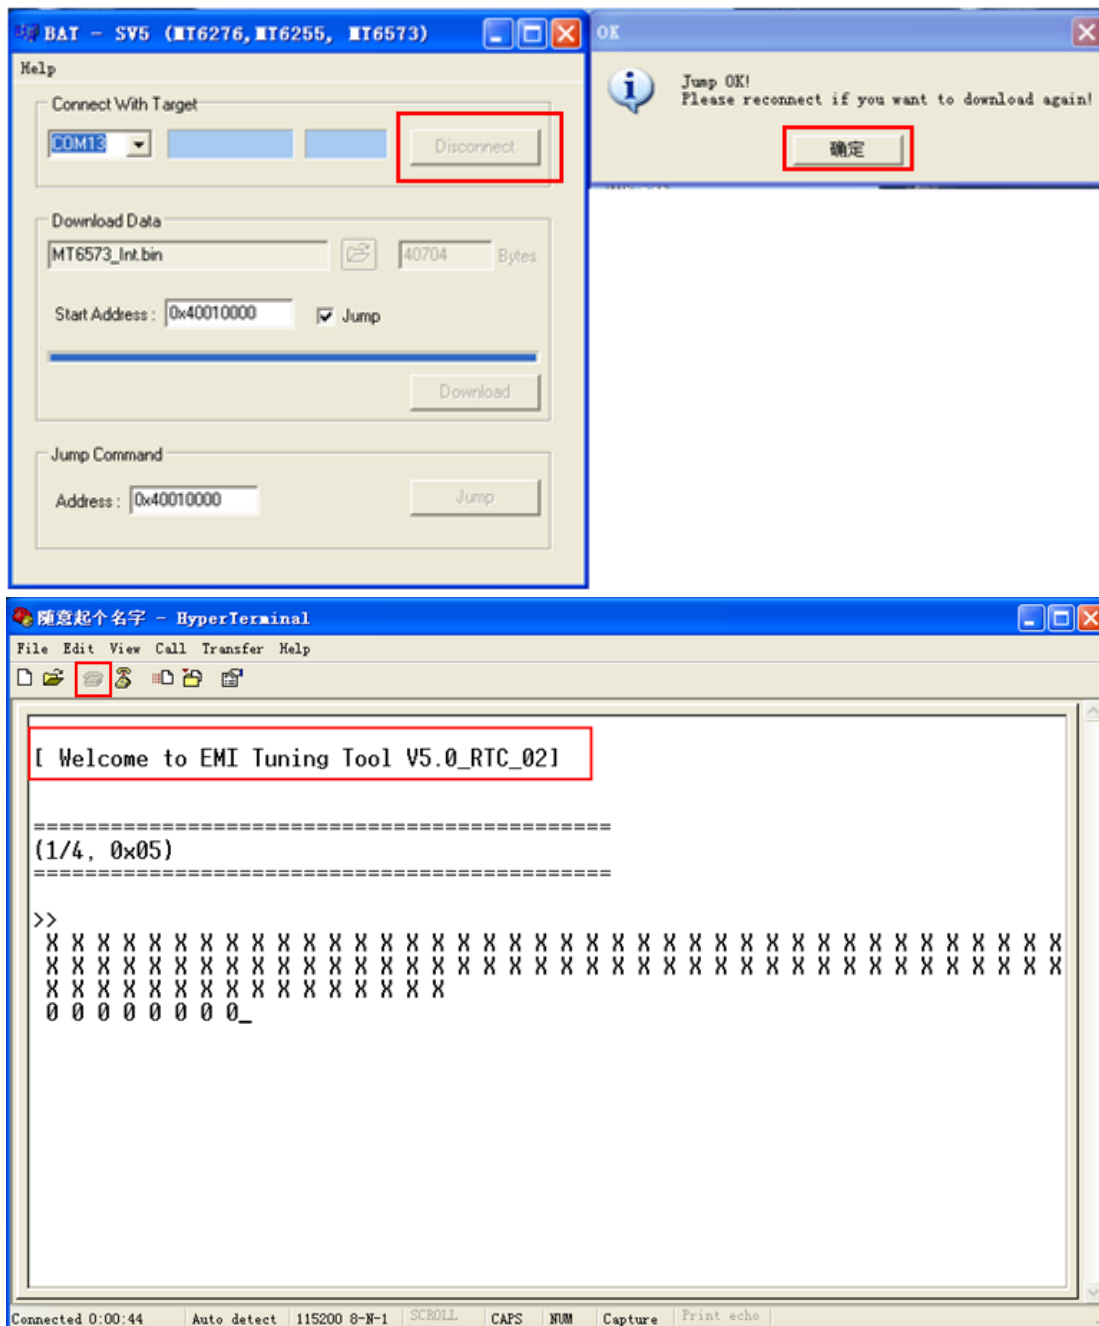 BAT - SV5 (MT6276,MT6255, MT6573)
Help
Connect With Target
COM13
Disconnect
Download Data
MT6573_Int.bin
40704
Bytes
Start Address :
0x40010000
Jump
Download
Jump Command
Address :
0x40010000
Jump
OK
Jump OK!
Please reconnect if you want to download again!
确定
随意起个名字 - HyperTerminal
File Edit View Call Transfer Help
[ Welcome to EMI Tuning Tool V5.0_RTC_02]
=============================================
(1/4, 0x05)
=============================================
>>
X X X X X X X X X X X X X X X X X X X X X X X X X X X X X X X X X X X X X X X X
X X X X X X X X X X X X X X X X X X X X X X X X X X X X X X X X X X X X X X X X
X X X X X X X X X X X X X X X X
0 0 0 0 0 0 0 0_
Connected 0:00:44 Auto detect 115200 8-N-1 SCROLL CAPS NUM Capture Print echo